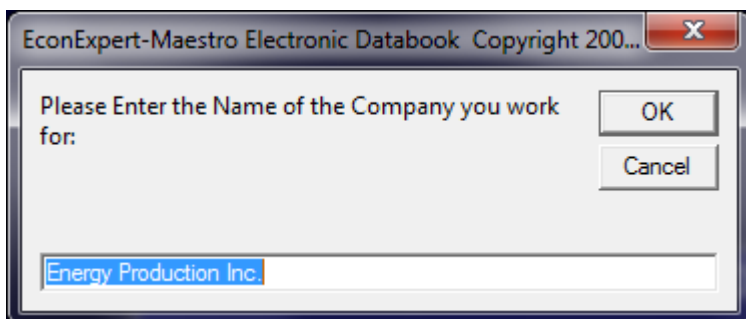 EconExpert-Maestro Electronic Databook Copyright 200...
Please Enter the Name of the Company you work
for:
OK
Cancel
Energy Production Inc.